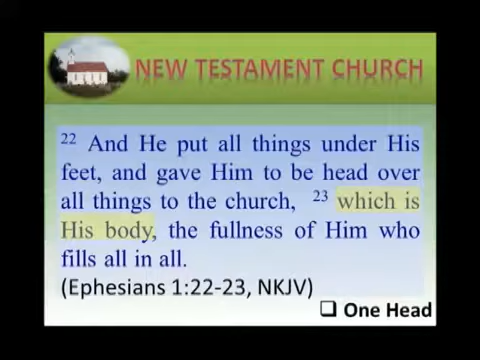 NEW TESTAMENT CHURCH
22 And He put all things under His
feet, and gave Him to be head over
all things to the church, 23 which is
His body, the fullness of Him who
fills all in all.
(Ephesians 1:22-23, NKJV)
❑ One Head